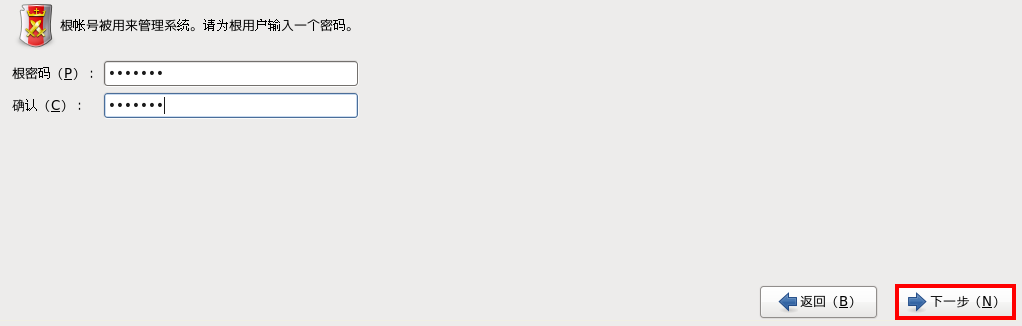 根帐号被用来管理系统。请为根用户输入一个密码。
根密码（P）： •••••••
确认（C）： •••••••
返回（B） 下一步（N）